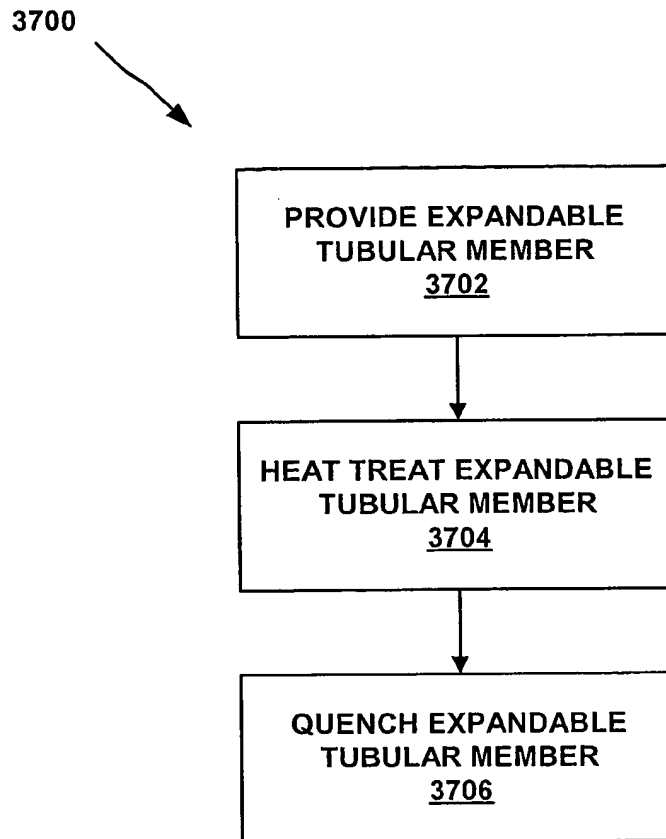 3700
PROVIDE EXPANDABLE
TUBULAR MEMBER
3702
HEAT TREAT EXPANDABLE
TUBULAR MEMBER
3704
QUENCH EXPANDABLE
TUBULAR MEMBER
3706